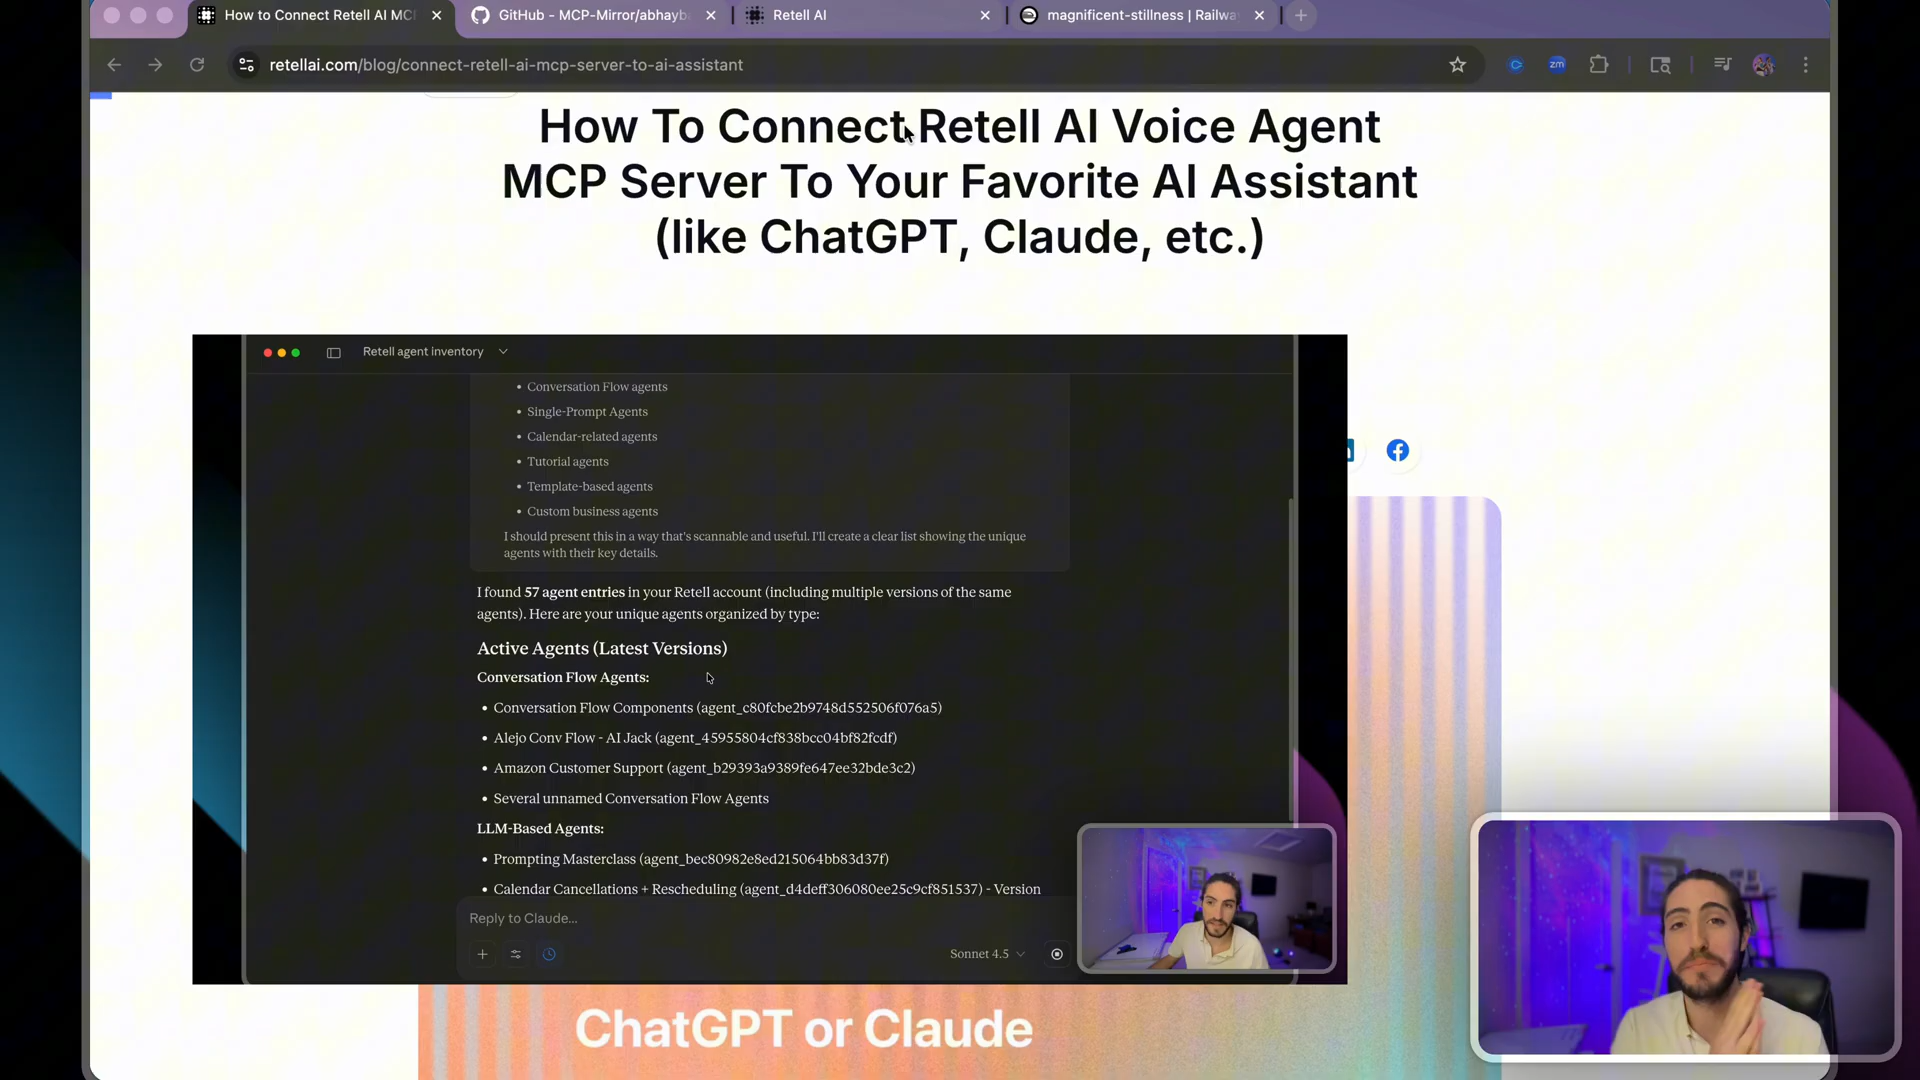 How to Connect Retell AI MC
GitHub - MCP-Mirror/abhayb
Retell AI
magnificent-stillness | Railwa
retellai.com/blog/connect-retell-ai-mcp-server-to-ai-assistant
zm
How To Connect Retell AI Voice Agent
MCP Server To Your Favorite AI Assistant
(like ChatGPT, Claude, etc.)
Retell agent inventory
• Conversation Flow agents
• Single-Prompt Agents
• Calendar-related agents
• Tutorial agents
• Template-based agents
• Custom business agents
I should present this in a way that's scannable and useful. I'll create a clear list showing the unique
agents with their key details.
I found 57 agent entries in your Retell account (including multiple versions of the same
agents). Here are your unique agents organized by type:
Active Agents (Latest Versions)
Conversation Flow Agents:
• Conversation Flow Components (agent_c80fcbe2b9748d552506f076a5)
• Alejo Conv Flow - AI Jack (agent_45955804cf838bcc04bf82fcdf)
• Amazon Customer Support (agent_b29393a9389fe647ee32bde3c2)
• Several unnamed Conversation Flow Agents
LLM-Based Agents:
• Prompting Masterclass (agent_bec80982e8ed215064bb83d37f)
• Calendar Cancellations + Rescheduling (agent_d4deff306080ee25c9cf851537) - Version
Reply to Claude...
Sonnet 4.5
ChatGPT or Claude